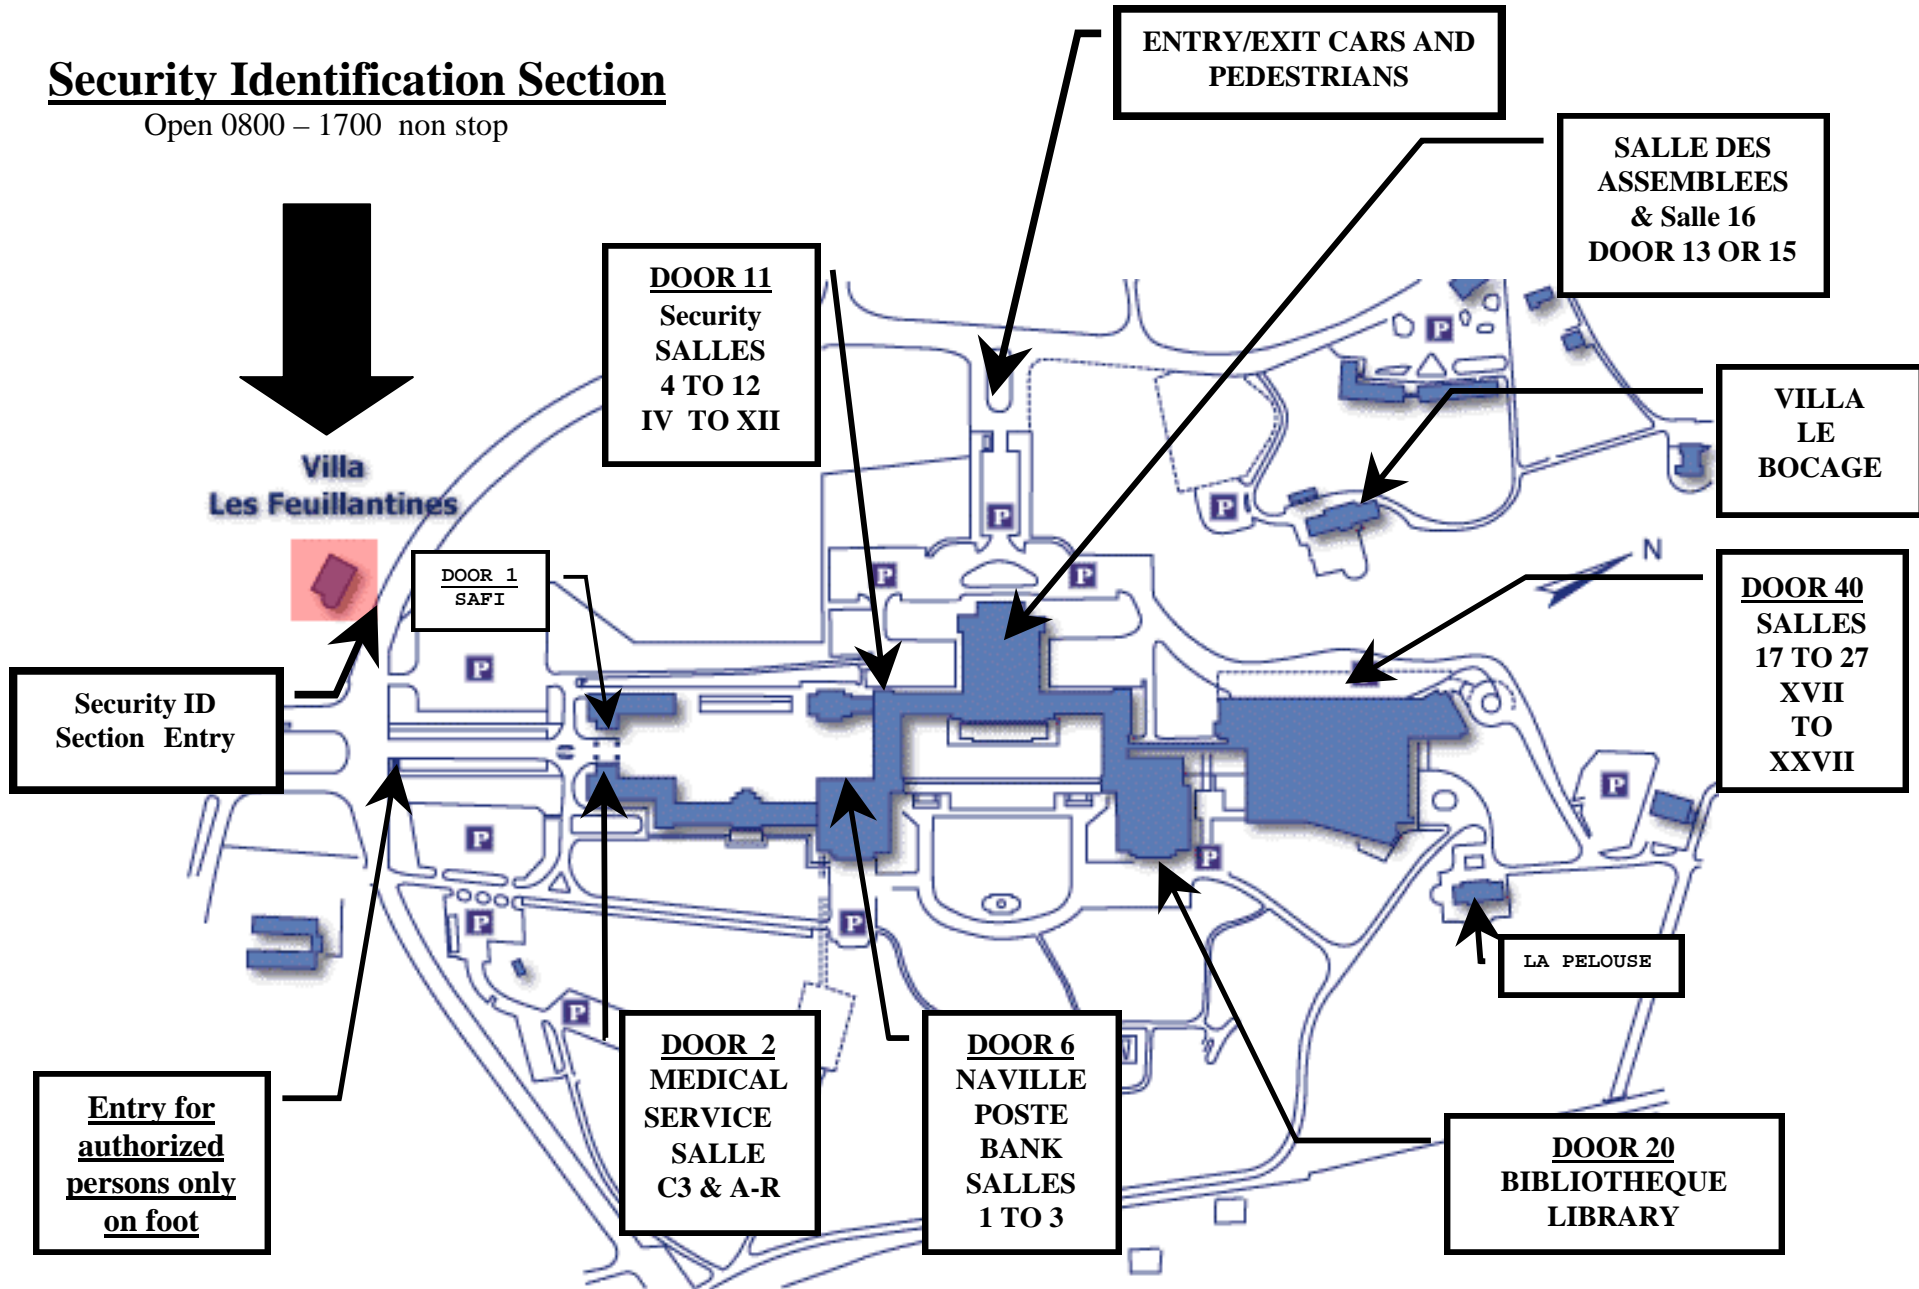 Security Identification Section
Open 0800 – 1700 non stop
ENTRY/EXIT CARS AND
PEDESTRIANS
SALLE DES
ASSEMBLEES
& Salle 16
DOOR 13 OR 15
DOOR 11
Security
SALLES
4 TO 12
IV TO XII
VILLA
LE
BOCAGE
Villa
Les Feuillantines
DOOR 1
SAFI
N
DOOR 40
SALLES
17 TO 27
XVII
TO
XXVII
Security ID
Section Entry
P
P
P
P
P
P
P
P
P
P
P
P
LA PELOUSE
Entry for
authorized
persons only
on foot
DOOR 2
MEDICAL
SERVICE
SALLE
C3 & A-R
DOOR 6
NAVILLE
POSTE
BANK
SALLES
1 TO 3
DOOR 20
BIBLIOTHEQUE
LIBRARY